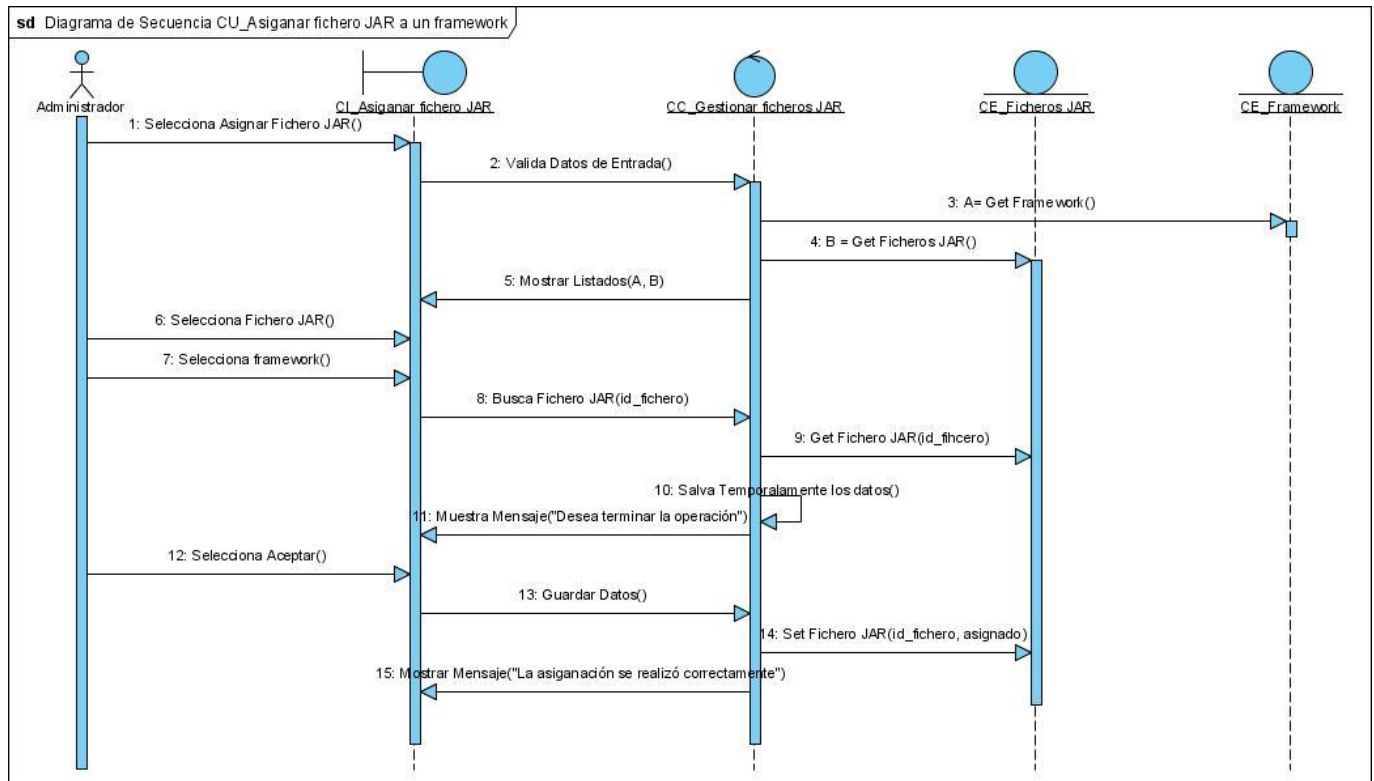 sd Diagrama de Secuencia CU_Asiganar fichero JAR a un framework
Administrador
CI_Asiganar fichero JAR
CC_Gestionar ficheros JAR
CE_Ficheros JAR
CE_Framework
1: Selecciona Asignar Fichero JAR()
2: Valida Datos de Entrada()
3: A= Get Framework()
4: B = Get Ficheros JAR()
5: Mostrar Listados(A, B)
6: Selecciona Fichero JAR()
7: Selecciona framework()
8: Busca Fichero JAR(id_fichero)
9: Get Fichero JAR(id_fihcero)
10: Salva Temporalamente los datos()
11: Muestra Mensaje("Desea terminar la operación")
12: Selecciona Aceptar()
13: Guardar Datos()
14: Set Fichero JAR(id_fichero, asignado)
15: Mostrar Mensaje("La asiganación se realizó correctamente")